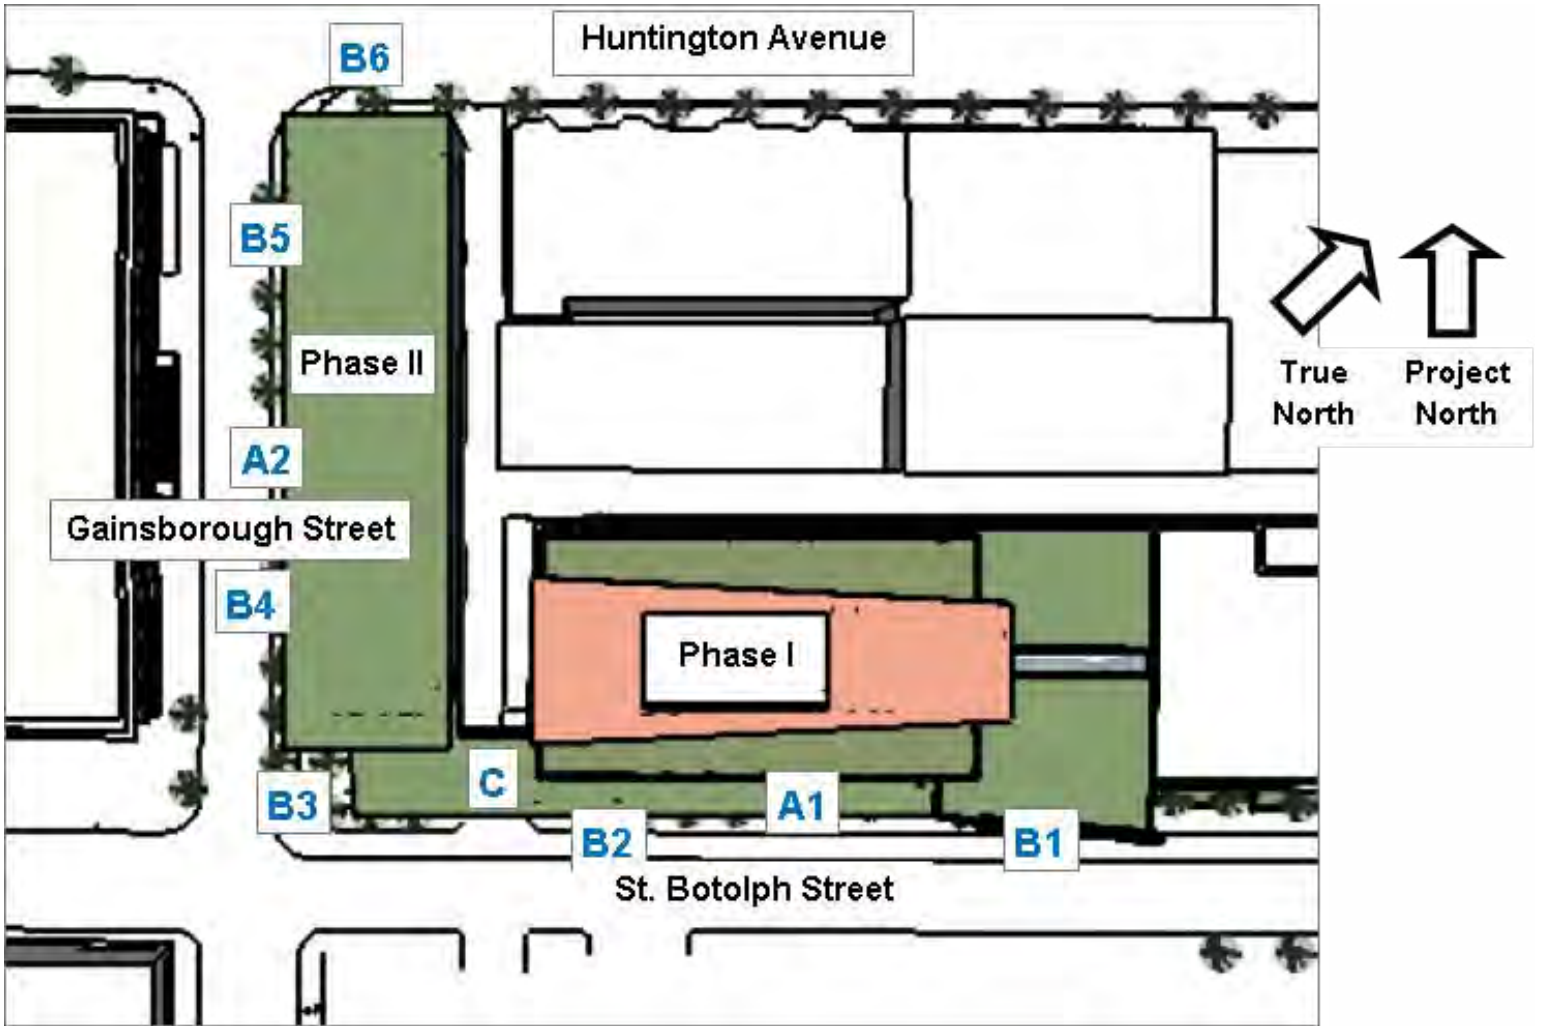 B6
Huntington Avenue
B5
Phase II
True
North
Project
North
A2
Gainsborough Street
B4
Phase I
C
B3
A1
B2
B1
St. Botolph Street